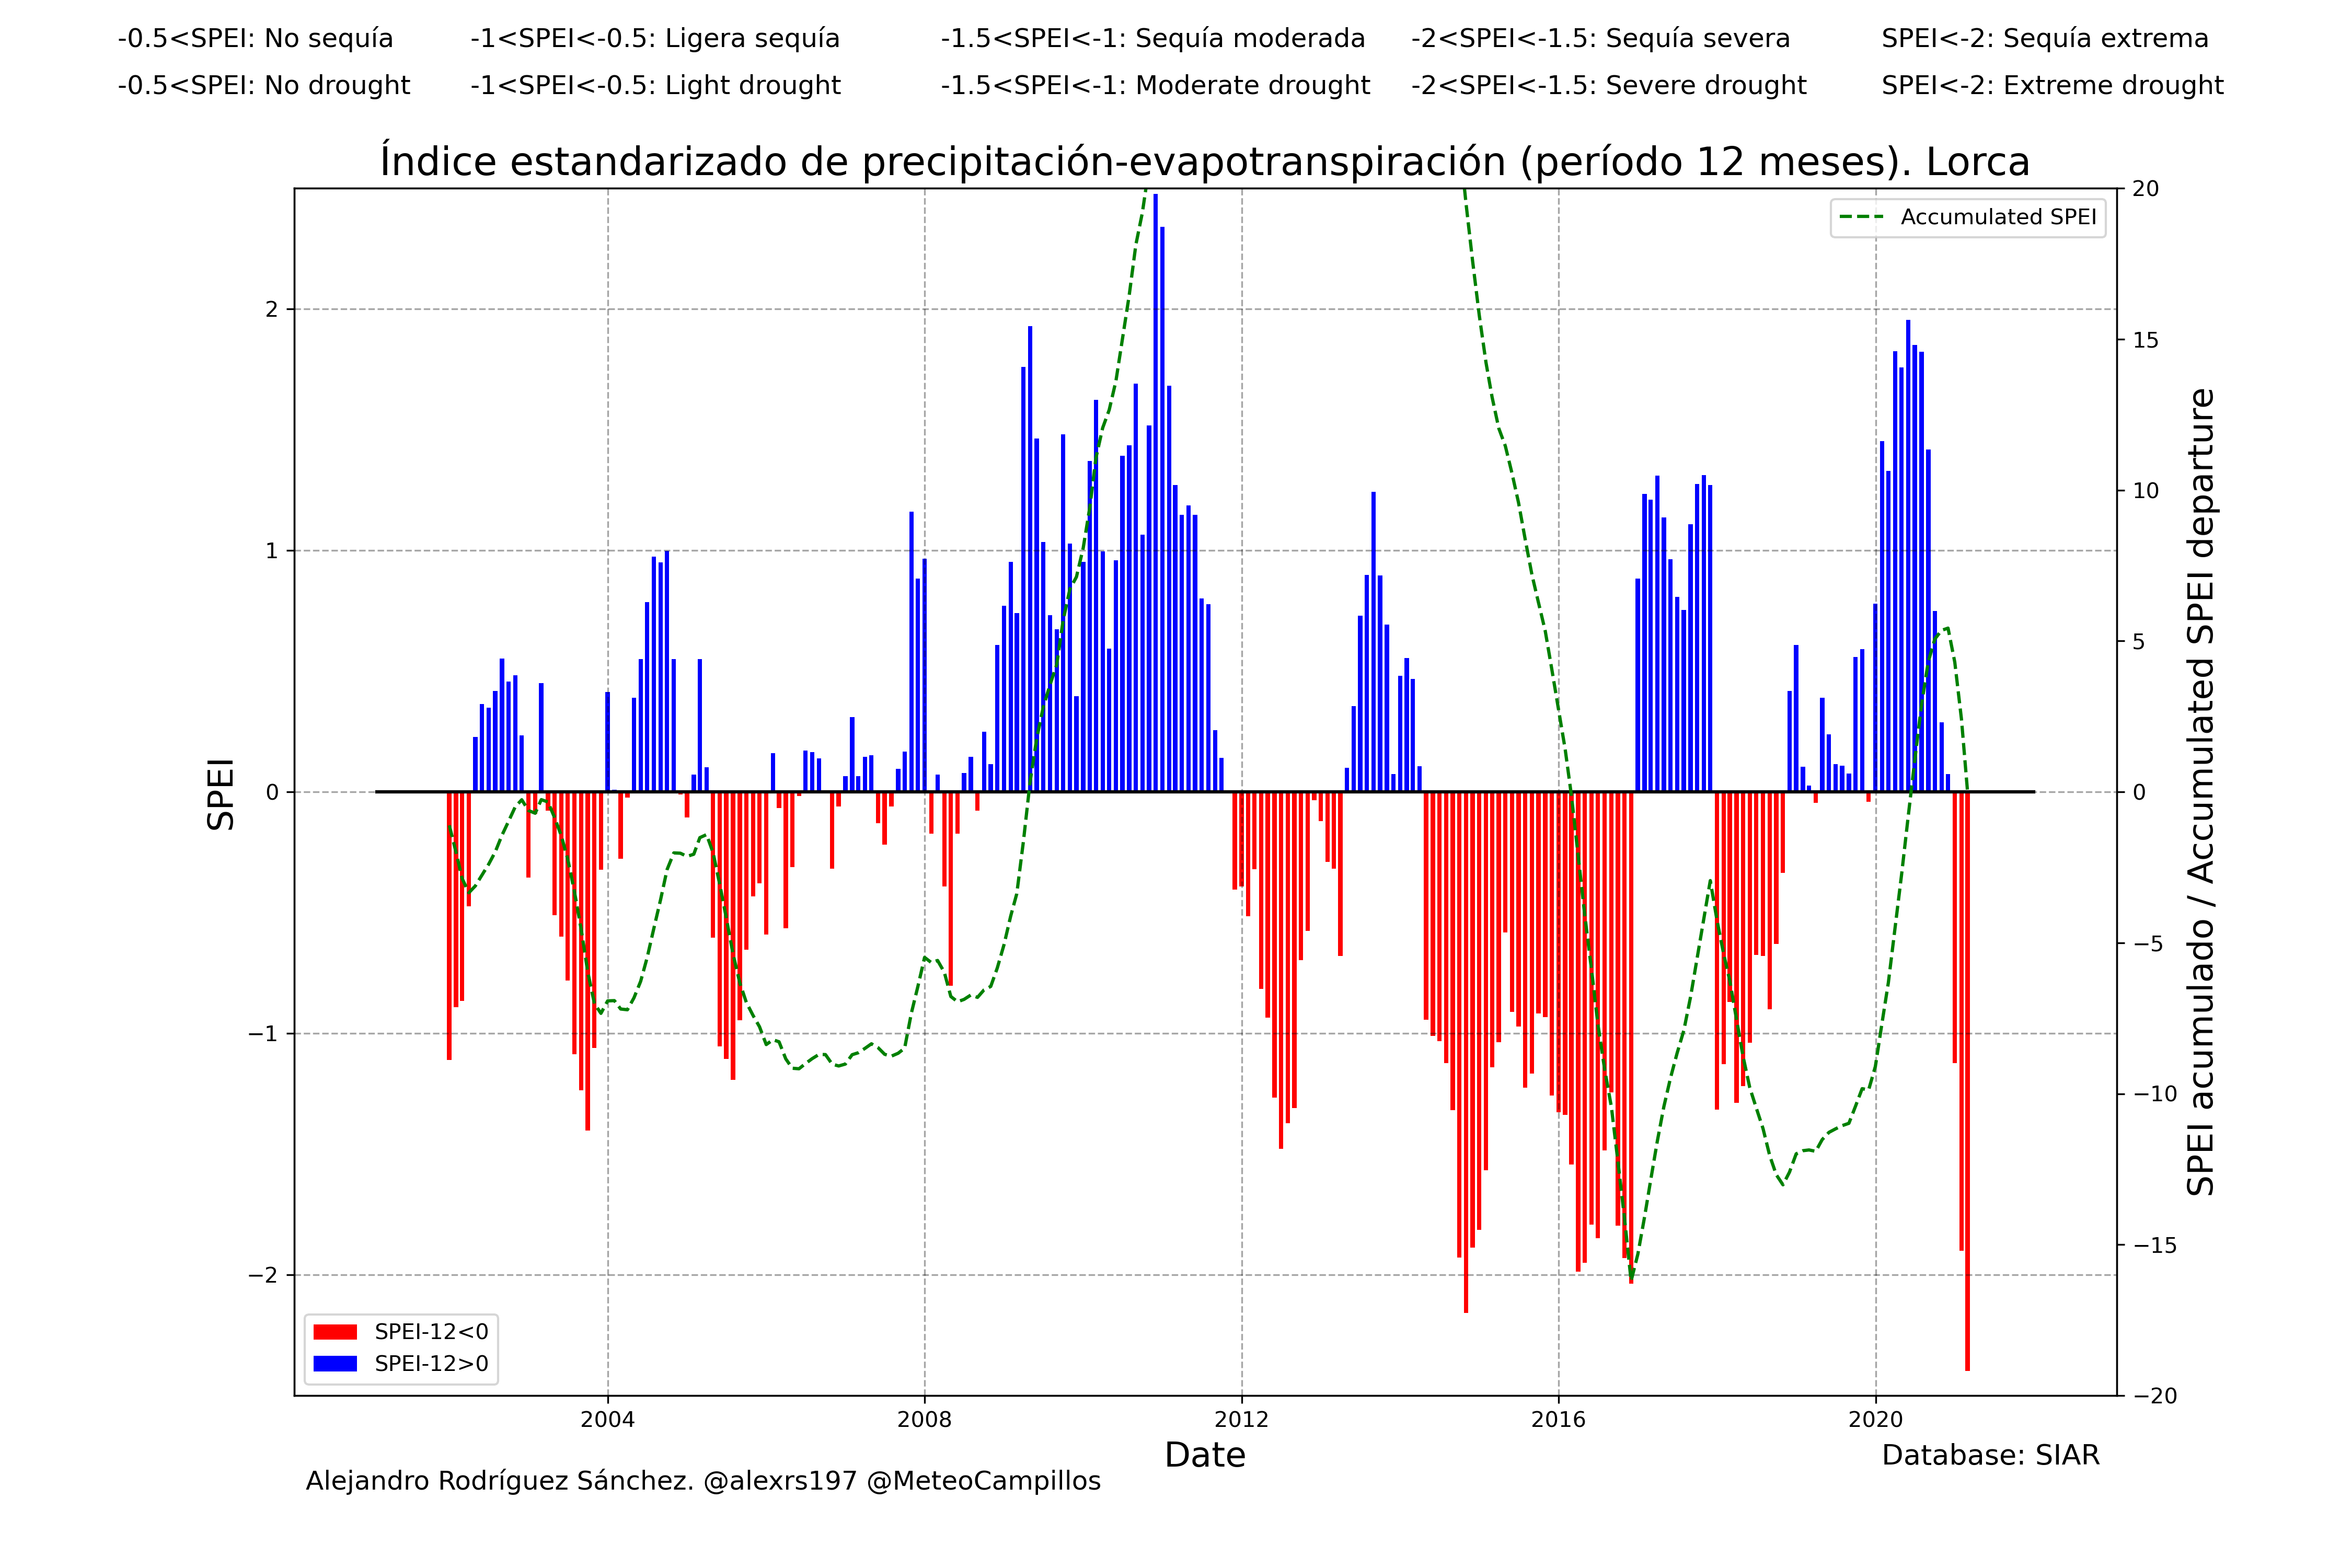 -0.5<SPEI: No sequía -1<SPEI<-0.5: Ligera sequía -1.5<SPEI<-1: Sequía moderada -2<SPEI<-1.5: Sequía severa SPEI<-2: Sequía extrema
-0.5<SPEI: No drought -1<SPEI<-0.5: Light drought -1.5<SPEI<-1: Moderate drought -2<SPEI<-1.5: Severe drought SPEI<-2: Extreme drought
Índice estandarizado de precipitación-evapotranspiración (período 12 meses). Lorca
SPEI
2
1
0
−1
−2
Accumulated SPEI
20
15
10
5
0
−5
−10
−15
−20
SPEI acumulado / Accumulated SPEI departure
SPEI-12<0
SPEI-12>0
2004 2008 2012 2016 2020
Date
Database: SIAR
Alejandro Rodríguez Sánchez. @alexrs197 @MeteoCampillos